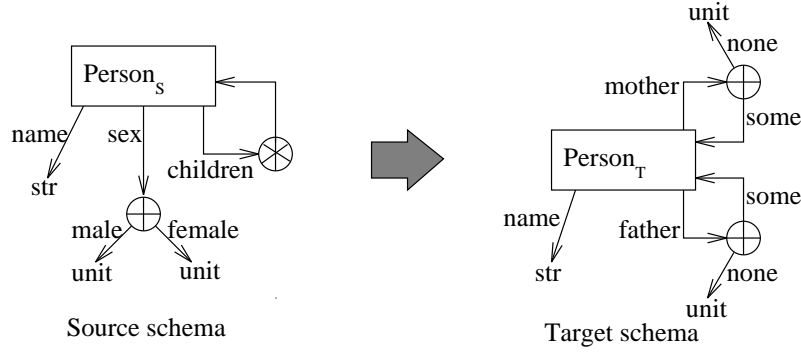 Person_S
name
sex
children
str
male
female
unit
unit
Source schema
unit
none
mother
some
Person_T
name
father
some
str
none
unit
Target schema